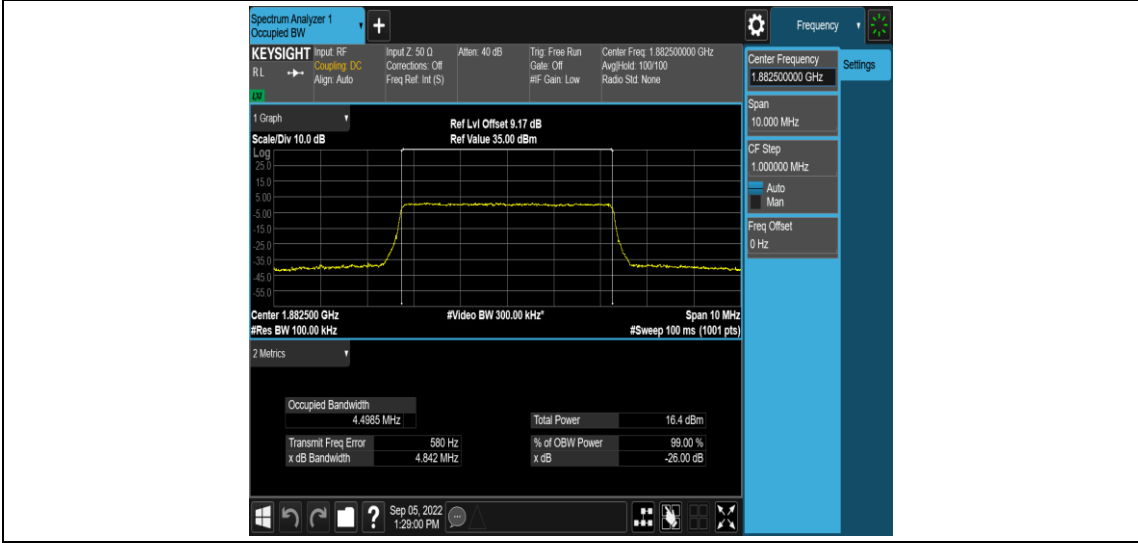 Spectrum Analyzer 1
Occupied BW
+
Frequency
KEYSIGHT
RL
Input: RF
Coupling: DC
Align: Auto
Input Z: 50 Ω
Corrections: Off
Freq Ref: Int (S)
Atten: 40 dB
Trig: Free Run
Gate: Off
#IF Gain: Low
Center Freq: 1.882500000 GHz
Avg|Hold: 100/100
Radio Std: None
Center Frequency
1.882500000 GHz
Settings
Span
10.000 MHz
CF Step
1.000000 MHz
Auto
Man
Freq Offset
0 Hz
1 Graph
Scale/Div 10.0 dB
Ref Lvl Offset 9.17 dB
Ref Value 35.00 dBm
Log
25.0
15.0
5.00
-5.00
-15.0
-25.0
-35.0
-45.0
-55.0
Center 1.882500 GHz
#Video BW 300.00 kHz*
Span 10 MHz
#Res BW 100.00 kHz
#Sweep 100 ms (1001 pts)
2 Metrics
Occupied Bandwidth
4.4985 MHz
Total Power 16.4 dBm
Transmit Freq Error 580 Hz
% of OBW Power 99.00 %
x dB Bandwidth 4.842 MHz
x dB -26.00 dB
?
Sep 05, 2022
1:29:00 PM